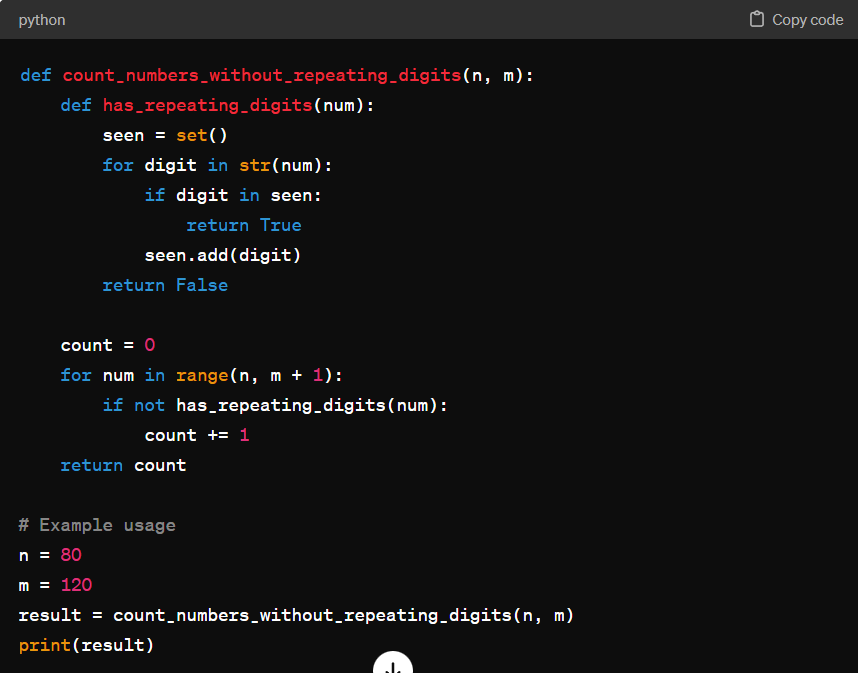 python
Copy code
def count_numbers_without_repeating_digits(n, m):
    def has_repeating_digits(num):
        seen = set()
        for digit in str(num):
            if digit in seen:
                return True
            seen.add(digit)
        return False

    count = 0
    for num in range(n, m + 1):
        if not has_repeating_digits(num):
            count += 1
    return count

# Example usage
n = 80
m = 120
result = count_numbers_without_repeating_digits(n, m)
print(result)